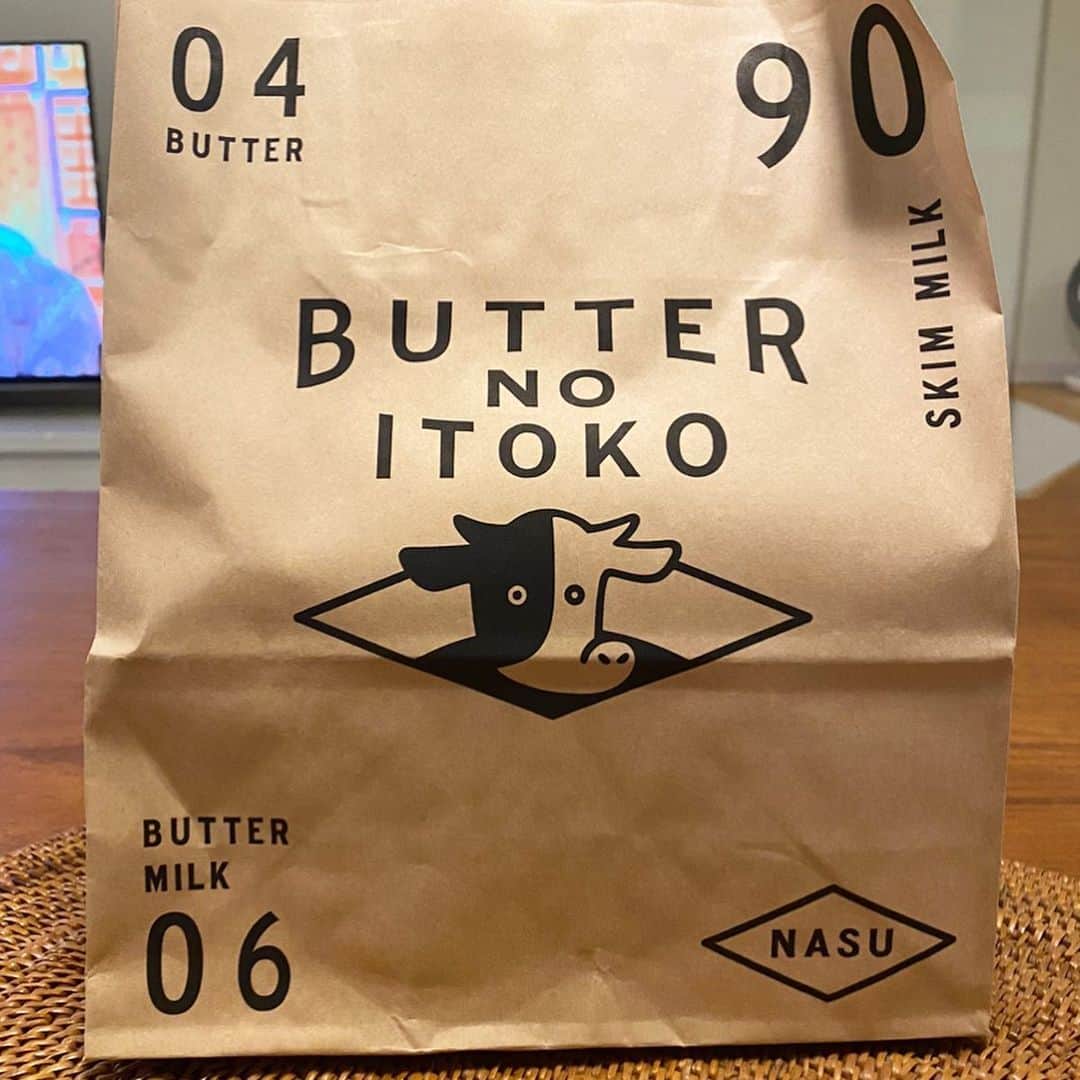 04
BUTTER
90
SKIM MILK
BUTTER
NO
ITOKO
BUTTER
MILK
06
NASU